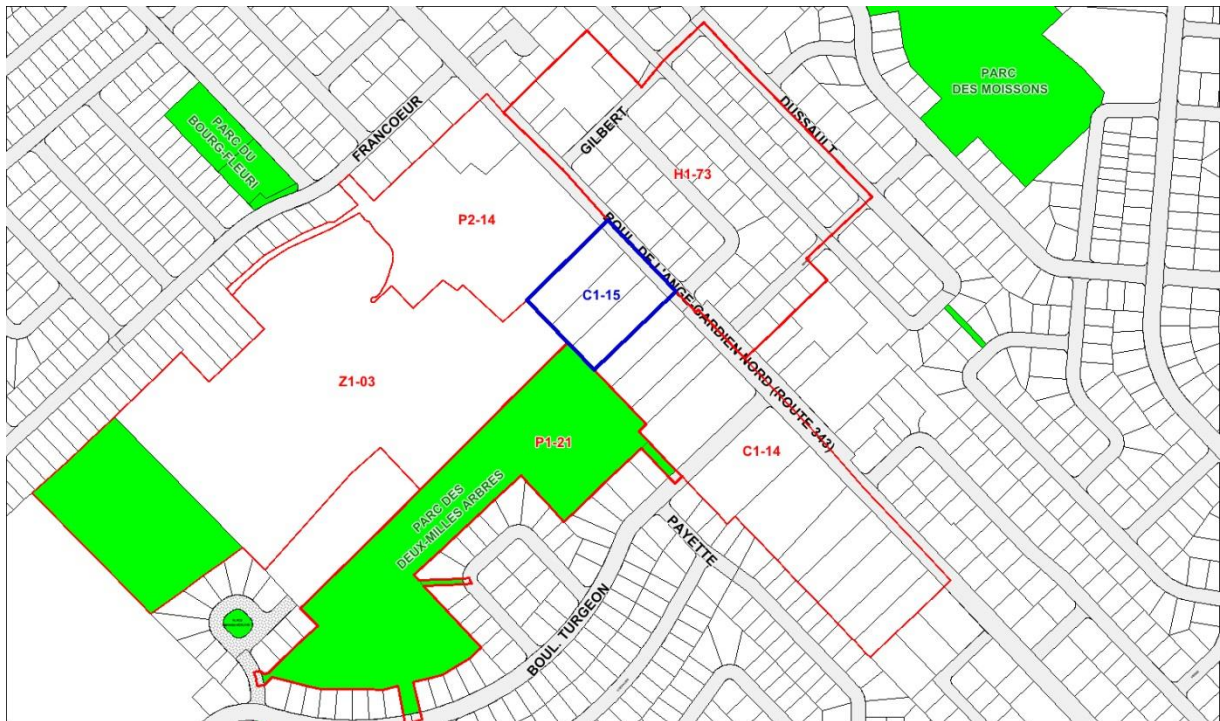 PARC
DES MOISSONS
DUSSAULT
GILBERT
FRANCOEUR
PARC DU
BOURG-FLEURI
H1-73
P2-14
BOUL. DE L'ANGE-GARDIEN NORD (ROUTE 343)
C1-15
Z1-03
P1-21
C1-14
PARC DES
DEUX-MILLES ARBRES
PAYETTE
BOUL. TURGEON